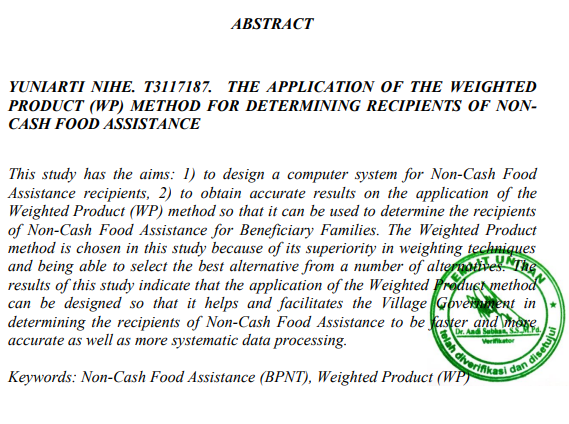 ABSTRACT
YUNIARTI NIHE. T3117187. THE APPLICATION OF THE WEIGHTED
PRODUCT (WP) METHOD FOR DETERMINING RECIPIENTS OF NON-
CASH FOOD ASSISTANCE
This study has the aims: 1) to design a computer system for Non-Cash Food
Assistance recipients, 2) to obtain accurate results on the application of the
Weighted Product (WP) method so that it can be used to determine the recipients
of Non-Cash Food Assistance for Beneficiary Families. The Weighted Product
method is chosen in this study because of its superiority in weighting techniques
and being able to select the best alternative from a number of alternatives. The
results of this study indicate that the application of the Weighted Product method
can be designed so that it helps and facilitates the Village Government in
determining the recipients of Non-Cash Food Assistance to be faster and more
accurate as well as more systematic data processing.
Keywords: Non-Cash Food Assistance (BPNT), Weighted Product (WP)
Verifikator
telah diverifikasi dan disetujui